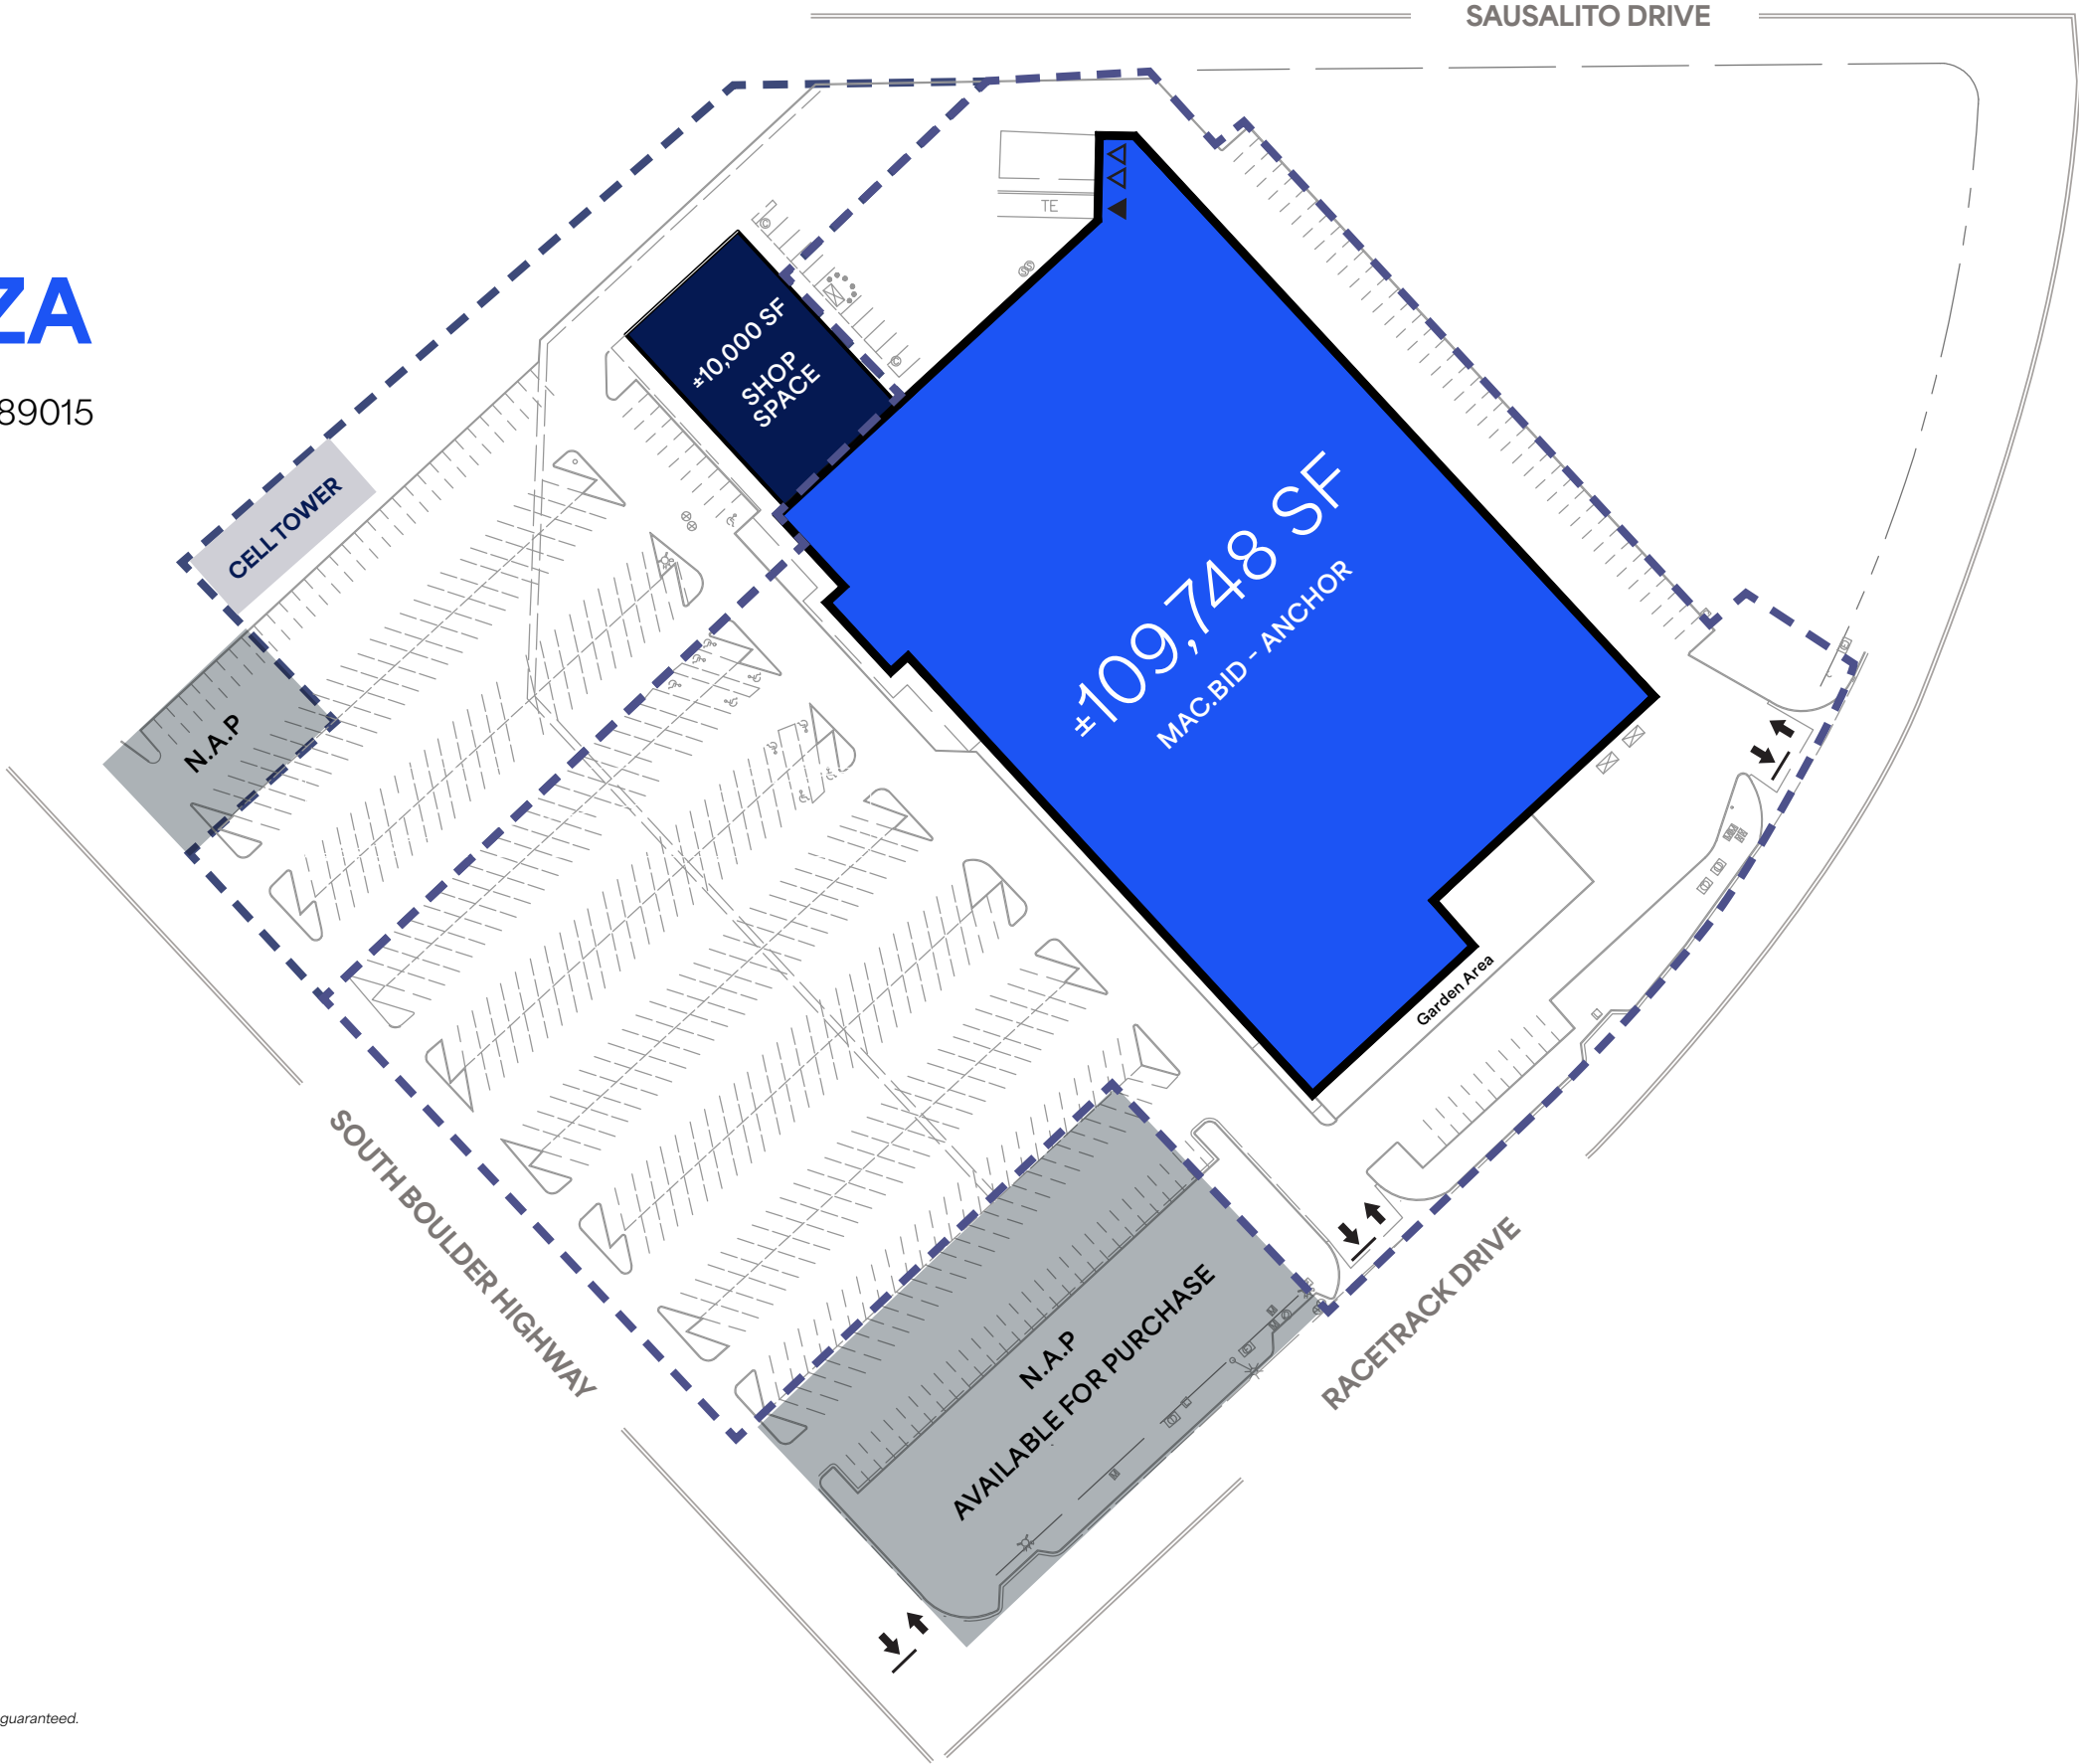 SAUSALITO DRIVE
TE
ZA
89015
±10,000 SF
SHOP
SPACE
CELL TOWER
±109,748 SF
MAC.BID - ANCHOR
N.A.P
Garden Area
SOUTH BOULDER HIGHWAY
RACETRACK DRIVE
N.A.P
AVAILABLE FOR PURCHASE
guaranteed.